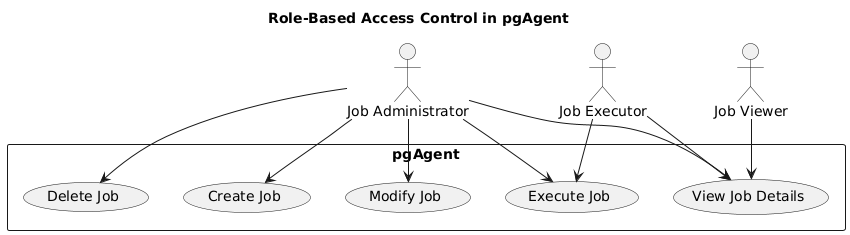 Role-Based Access Control in pgAgent
Job Administrator
Job Executor
Job Viewer
pgAgent
Delete Job
Create Job
Modify Job
Execute Job
View Job Details